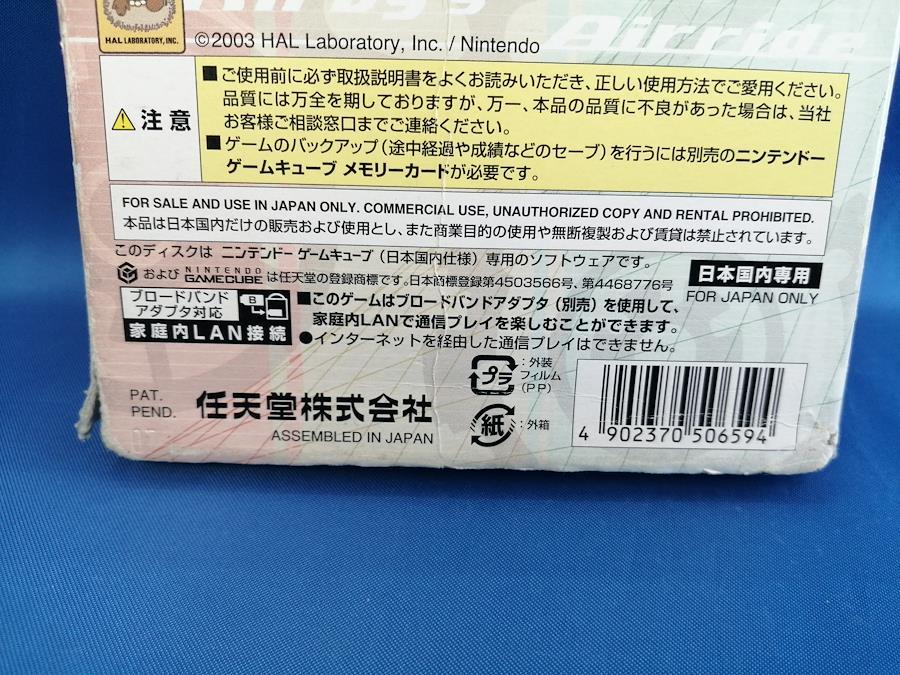 Kirby's
Airride
HAL LABORATORY, INC.
©2003 HAL Laboratory, Inc. / Nintendo
注意
■ご使用前に必ず取扱説明書をよくお読みいただき、正しい使用方法でご愛用ください。
品質には万全を期しておりますが、万一、本品の品質に不良があった場合は、当社
お客様ご相談窓口までご連絡ください。
■ゲームのバックアップ(途中経過や成績などのセーブ)を行うには別売のニンテンドー
ゲームキューブ メモリーカードが必要です。
FOR SALE AND USE IN JAPAN ONLY. COMMERCIAL USE, UNAUTHORIZED COPY AND RENTAL PROHIBITED.
本品は日本国内だけの販売および使用とし、また商業目的の使用や無断複製および賃貸は禁止されています。
このディスクは ニンテンドー ゲームキューブ(日本国内仕様)専用のソフトウェアです。
および NINTENDO GAMECUBE は任天堂の登録商標です。日本商標登録第4503566号、第4468776号
日本国内専用
FOR JAPAN ONLY
ブロードバンド
アダプタ対応
B
家庭内LAN接続
■このゲームはブロードバンドアダプタ(別売)を使用して、
家庭内LANで通信プレイを楽しむことができます。
●インターネットを経由した通信プレイはできません。
PAT.
PEND.
任天堂株式会社
ASSEMBLED IN JAPAN
プラ
:外装
フィルム
(PP)
紙
:外箱
4 902370 506594